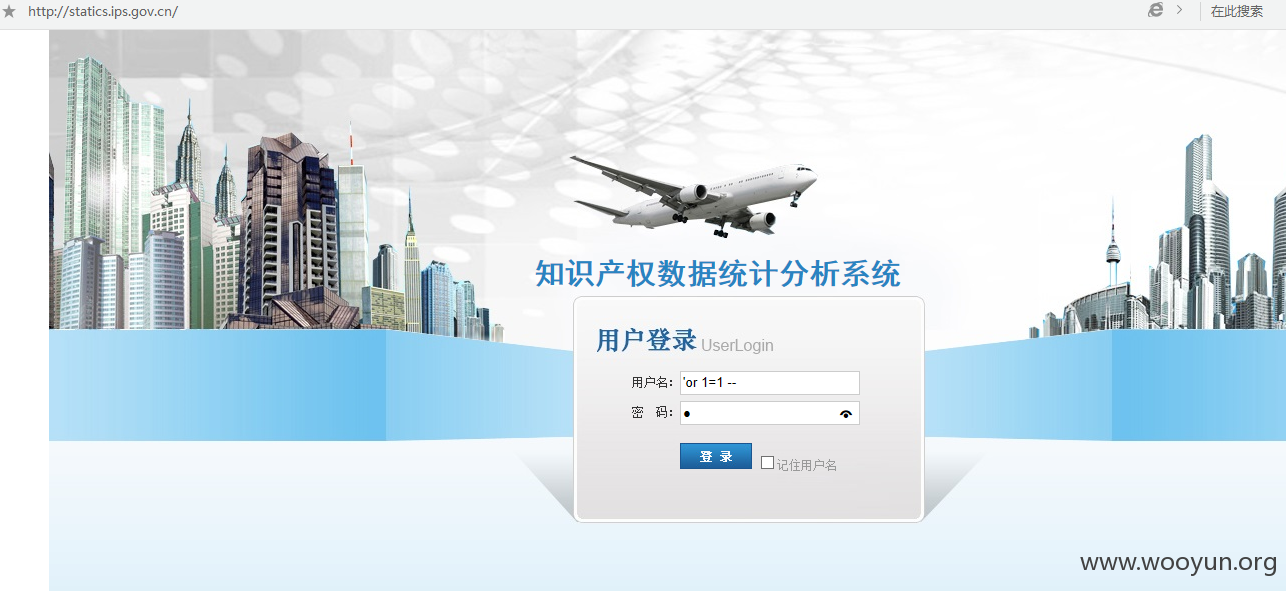 http://statics.ips.gov.cn/
在此搜索
知识产权数据统计分析系统
用户登录 UserLogin
用户名: 'or 1=1 --
密 码: ●
登 录 记住用户名
www.wooyun.org